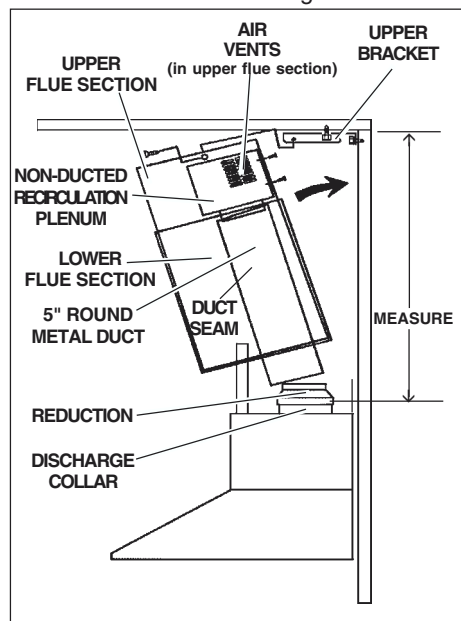 AIR
VENTS
(in upper flue section)
UPPER
BRACKET
UPPER
FLUE SECTION
NON-DUCTED
RECIRCULATION
PLENUM
LOWER
FLUE SECTION
5" ROUND
METAL DUCT
DUCT
SEAM
MEASURE
REDUCTION
DISCHARGE
COLLAR